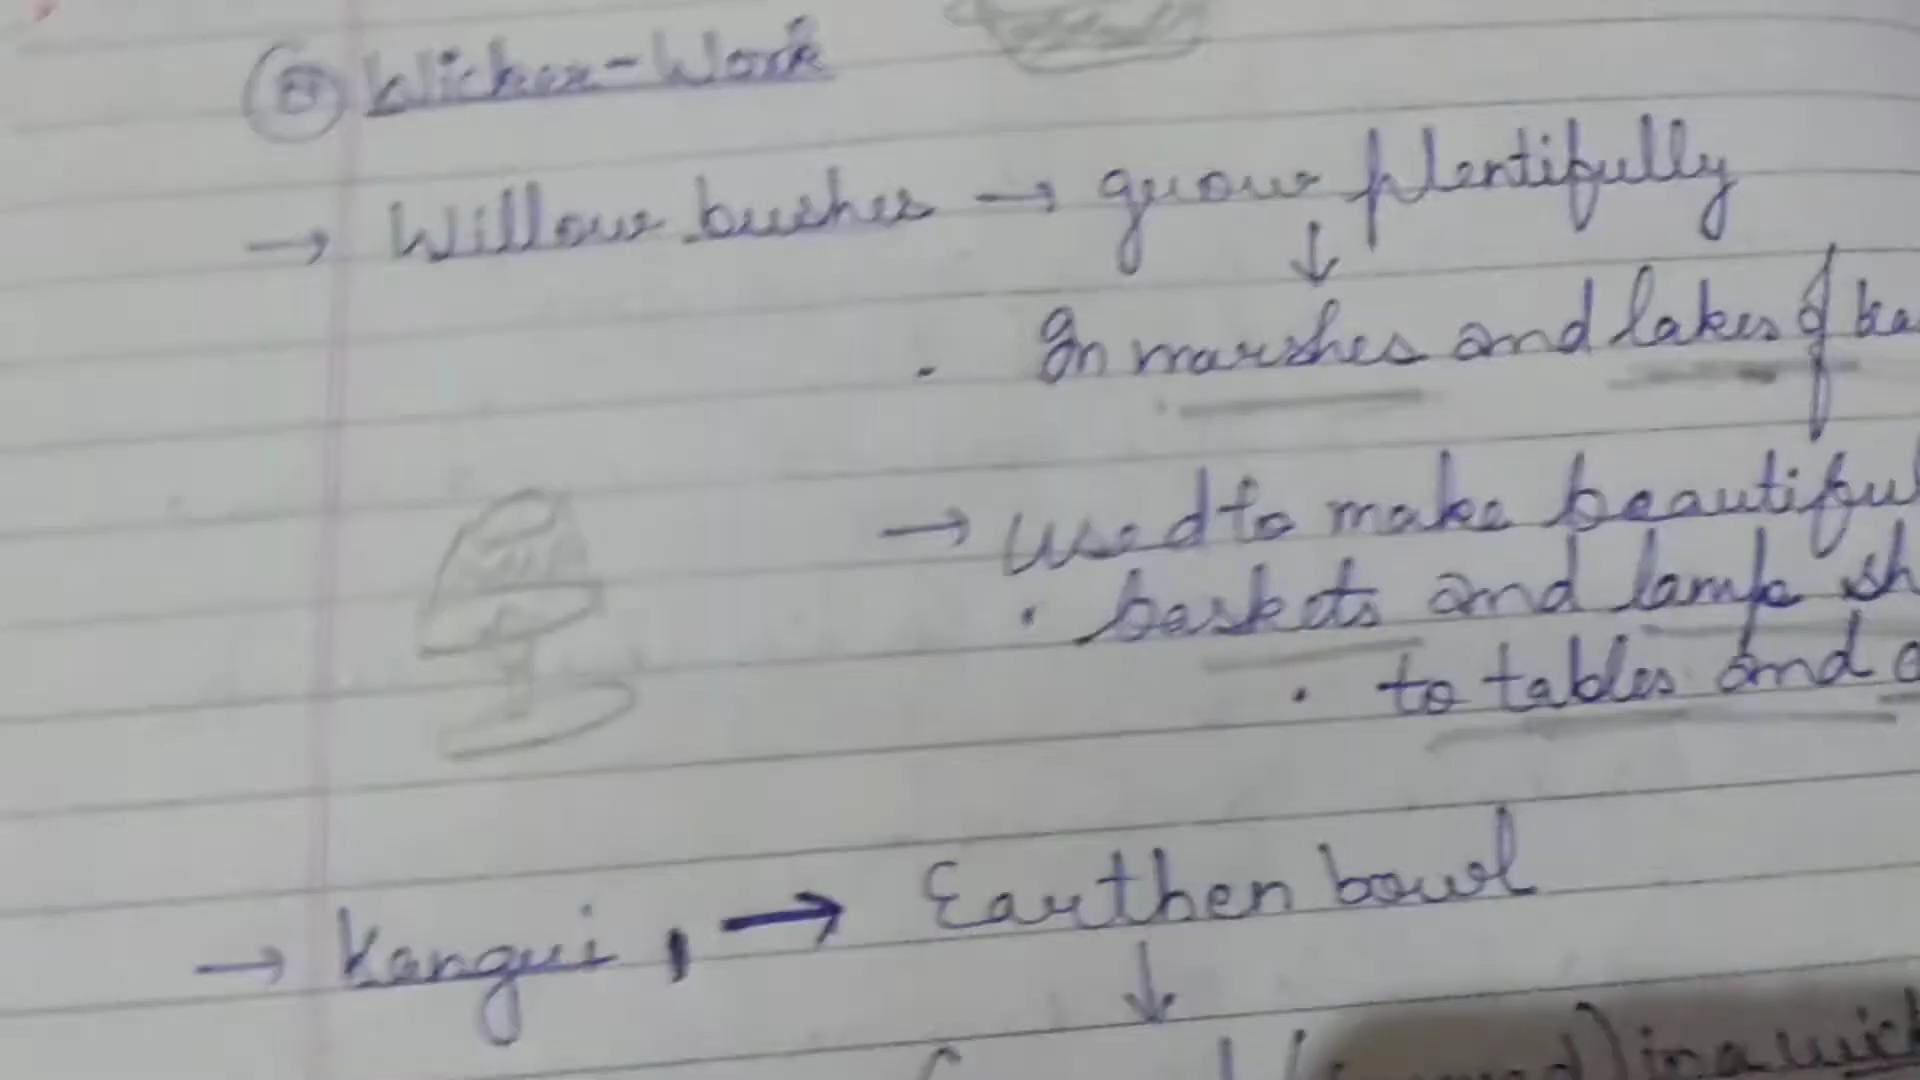 Wicker-Work
→ Willow bushes → grow plentifully
↓
. In marshes and lakes of
→ used to make beautiful
. baskets and lamp
. to tables and
→ Kangri, → Earthen bowl
↓
in a